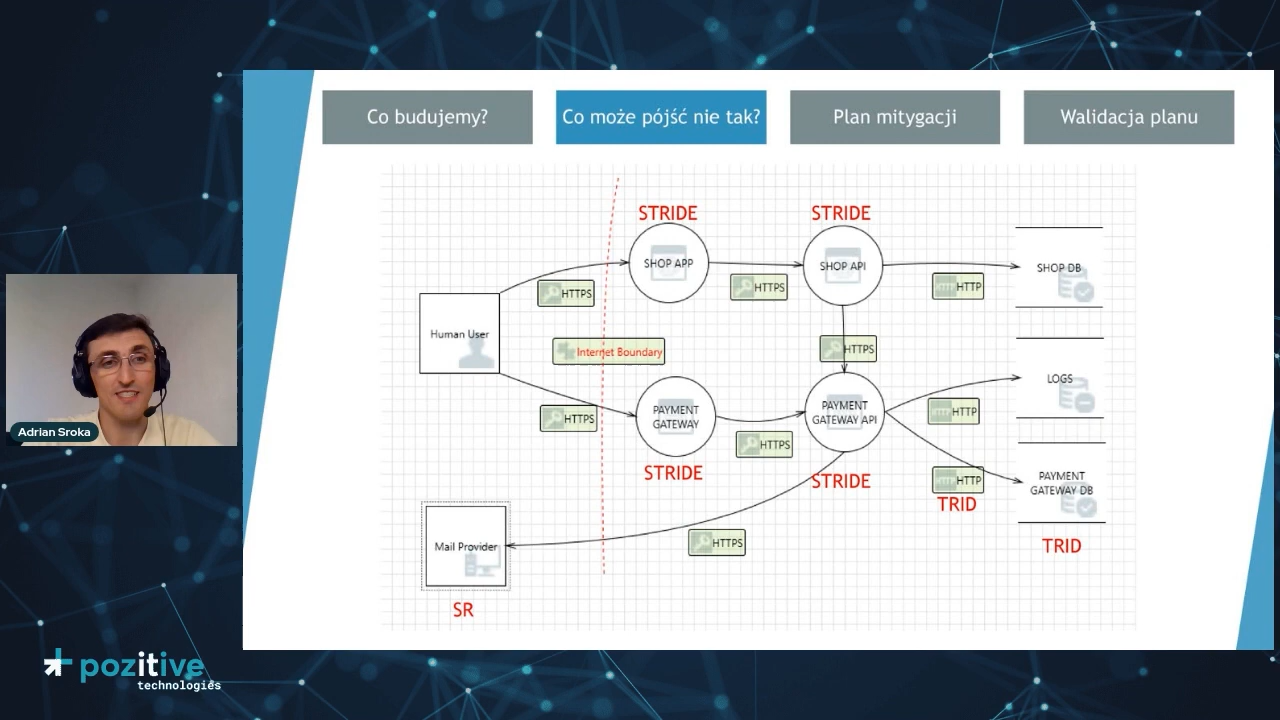 Co budujemy?
Co może pójść nie tak?
Plan mitygacji
Walidacja planu
STRIDE
STRIDE
SHOP APP
SHOP API
SHOP DB
HTTPS
HTTPS
HTTP
Human User
Internet Boundary
HTTPS
LOGS
HTTPS
PAYMENT
GATEWAY
PAYMENT
GATEWAY API
HTTP
HTTPS
STRIDE
STRIDE
HTTP
TRID
PAYMENT
GATEWAY DB
TRID
Mail Provider
HTTPS
SR
Adrian Sroka
pozitive
technologies